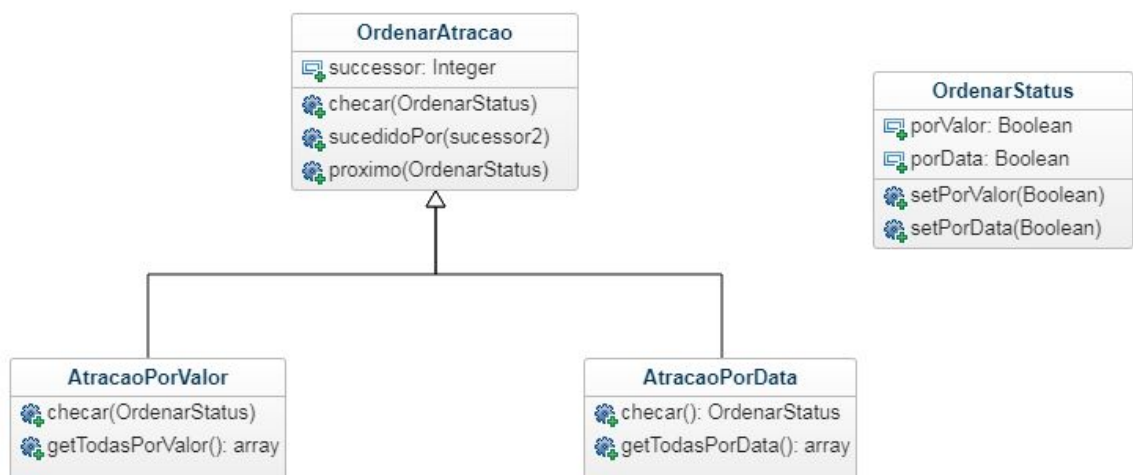 OrdenarAtracao
successor: Integer
checar(OrdenarStatus)
sucedidoPor(sucessor2)
proximo(OrdenarStatus)
OrdenarStatus
porValor: Boolean
porData: Boolean
setPorValor(Boolean)
setPorData(Boolean)
AtracaoPorValor
checar(OrdenarStatus)
getTodasPorValor(): array
AtracaoPorData
checar(): OrdenarStatus
getTodasPorData(): array